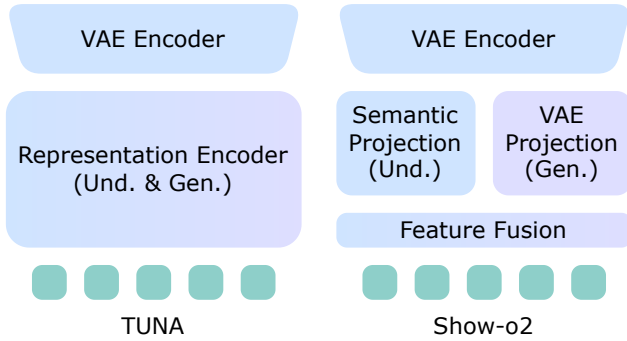 VAE Encoder
Representation Encoder
(Und. & Gen.)
TUNA
VAE Encoder
Semantic
Projection
(Und.)
VAE
Projection
(Gen.)
Feature Fusion
Show-o2